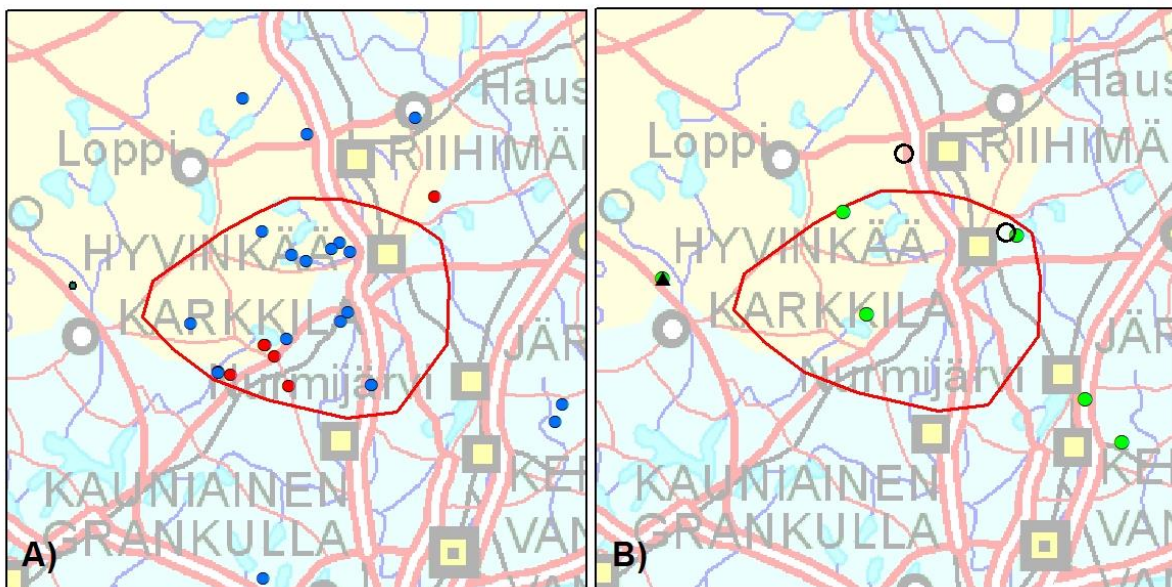 Haus
Loppi
RIIHIMÄ
HYVINKÄÄ
KARKKILA
JÄR
Nurmijärvi
KAUNIAINEN
KE
GRANKULLA
VAN
A)
Haus
Loppi
RIIHIMÄ
HYVINKÄÄ
KARKKILA
JÄR
Nurmijärvi
KAUNIAINEN
KE
GRANKULLA
VAN
B)